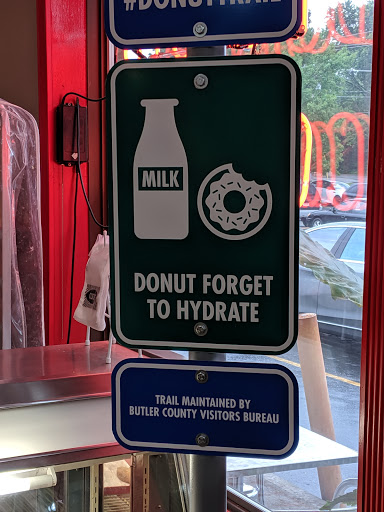 #DONUTTRAIL
MILK
DONUT FORGET
TO HYDRATE
TRAIL MAINTAINED BY
BUTLER COUNTY VISITORS BUREAU